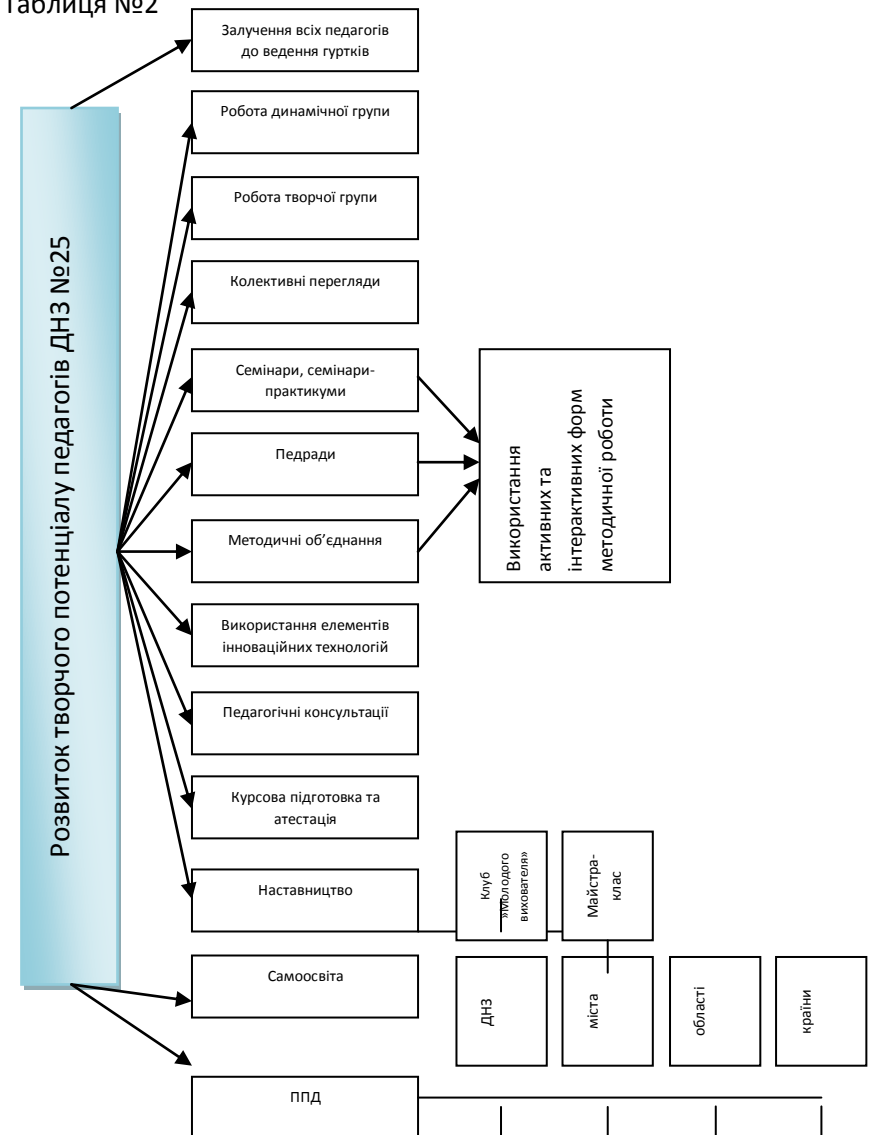 Таблиця №2
Залучення всіх педагогів
до ведення гуртків
Робота динамічної групи
Робота творчої групи
Колективні перегляди
Семінари, семінари-
практикуми
Педради
Методичні об’єднання
Використання елементів
інноваційних технологій
Педагогічні консультації
Курсова підготовка та
атестація
Наставництво
Самоосвіта
ППД
Розвиток творчого потенціалу педагогів ДНЗ №25
Використання
активних та
інтерактивних форм
методичної роботи
Клуб
»Молодого
вихователя»
Майстра-
клас
ДНЗ
міста
області
країни